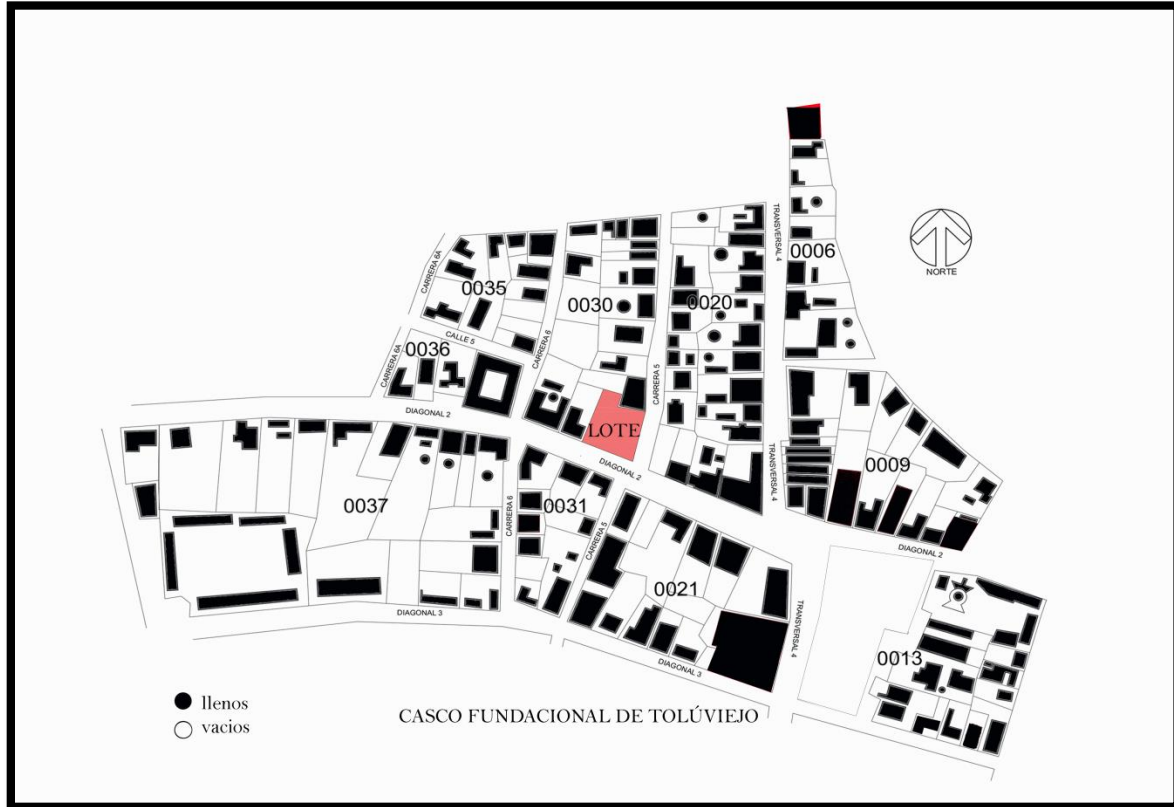 TRANSVERSAL 4
0006
NORTE
CARRERA 6A
0035
0030
0020
CALLE 5
CARRERA 6
0036
CARRERA 6A
CARRERA 5
DIAGONAL 2
LOTE
DIAGONAL 2
TRANSVERSAL 4
0009
0037
CARRERA 6
0031
CARRERA 5
DIAGONAL 2
0021
DIAGONAL 3
TRANSVERSAL 4
0013
DIAGONAL 3
llenos
vacios
CASCO FUNDACIONAL DE TOLÚVIEJO